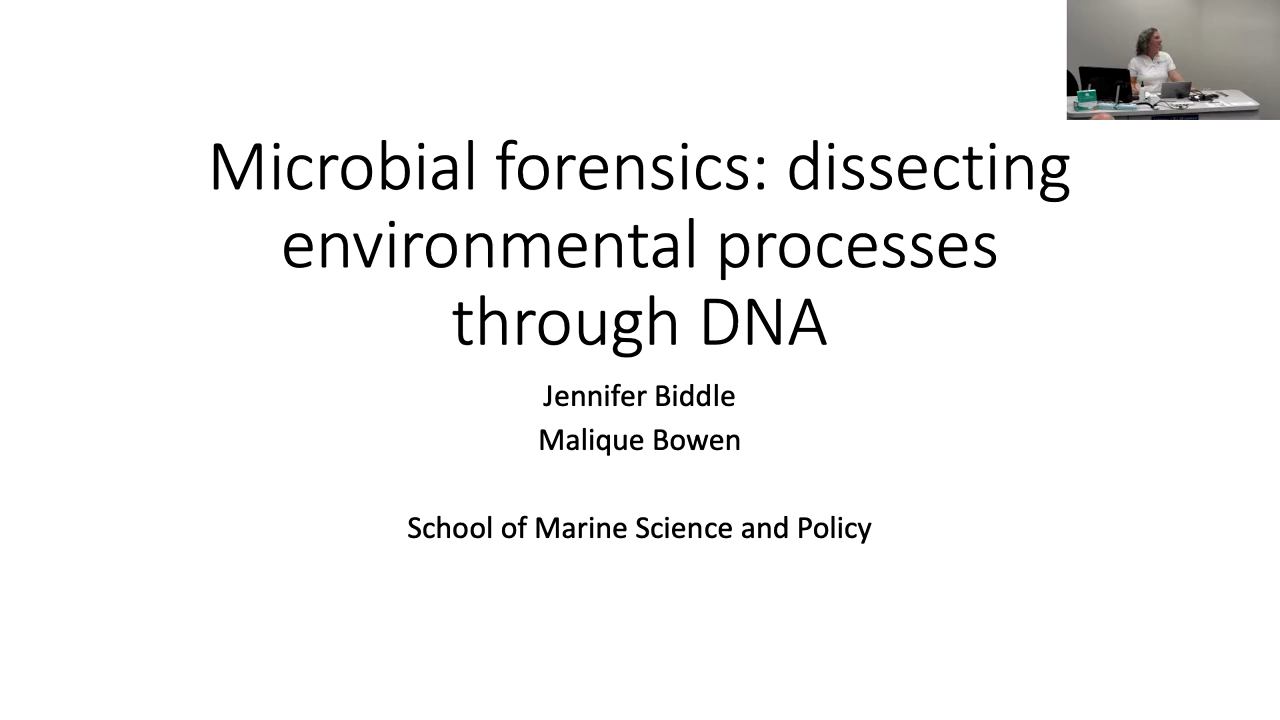 Microbial forensics: dissecting
environmental processes
through DNA
Jennifer Biddle
Malique Bowen
School of Marine Science and Policy